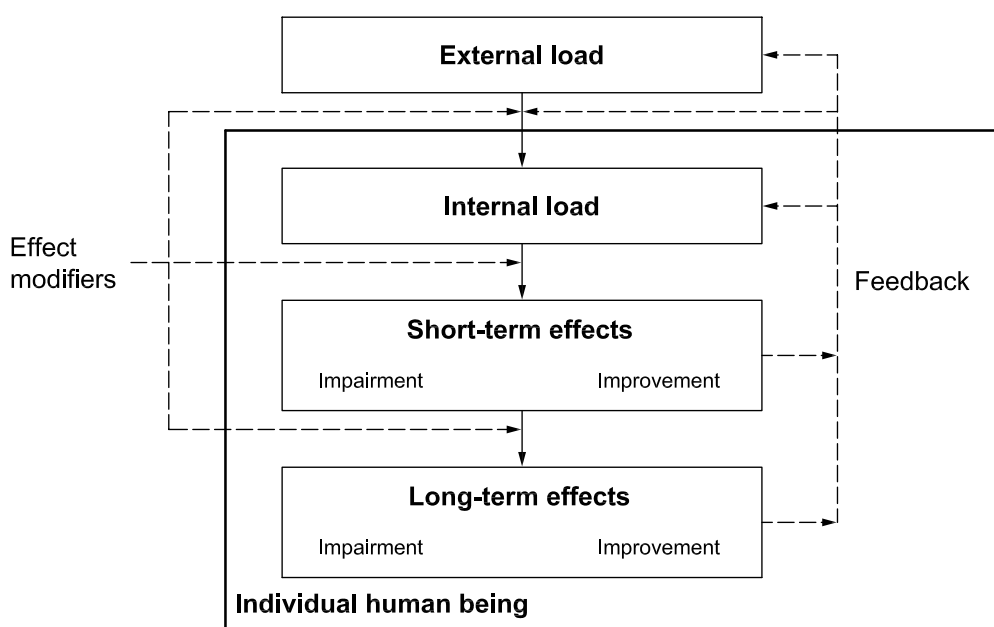 External load
Internal load
Effect
modifiers
Feedback
Short-term effects
Impairment
Improvement
Long-term effects
Impairment
Improvement
Individual human being